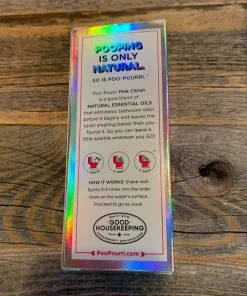 POOPING
IS ONLY
NATURAL.
SO IS POO~POURRI.
Poo~Pourri Pink Citron
is a pure blend of
NATURAL ESSENTIAL OILS
that eliminates bathroom odor
before it begins and leaves the
toilet smelling better than you
found it. So you can leave a
little sparkle wherever you GO!
HOW IT WORKS: Shake well.
Spritz 3-5 times into the toilet
bowl on the water's surface.
Proceed to go as usual.
GOOD
HOUSEKEEPING
PooPourri.com